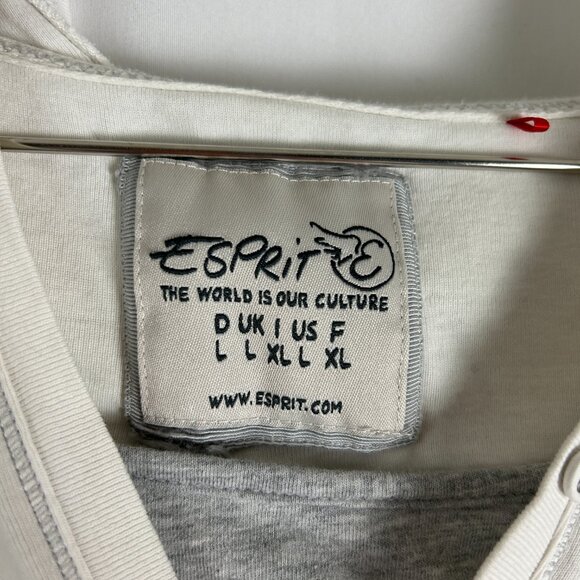 ESPRIT E
THE WORLD IS OUR CULTURE
D UK I US F
L L XL L XL
WWW.ESPRIT.COM